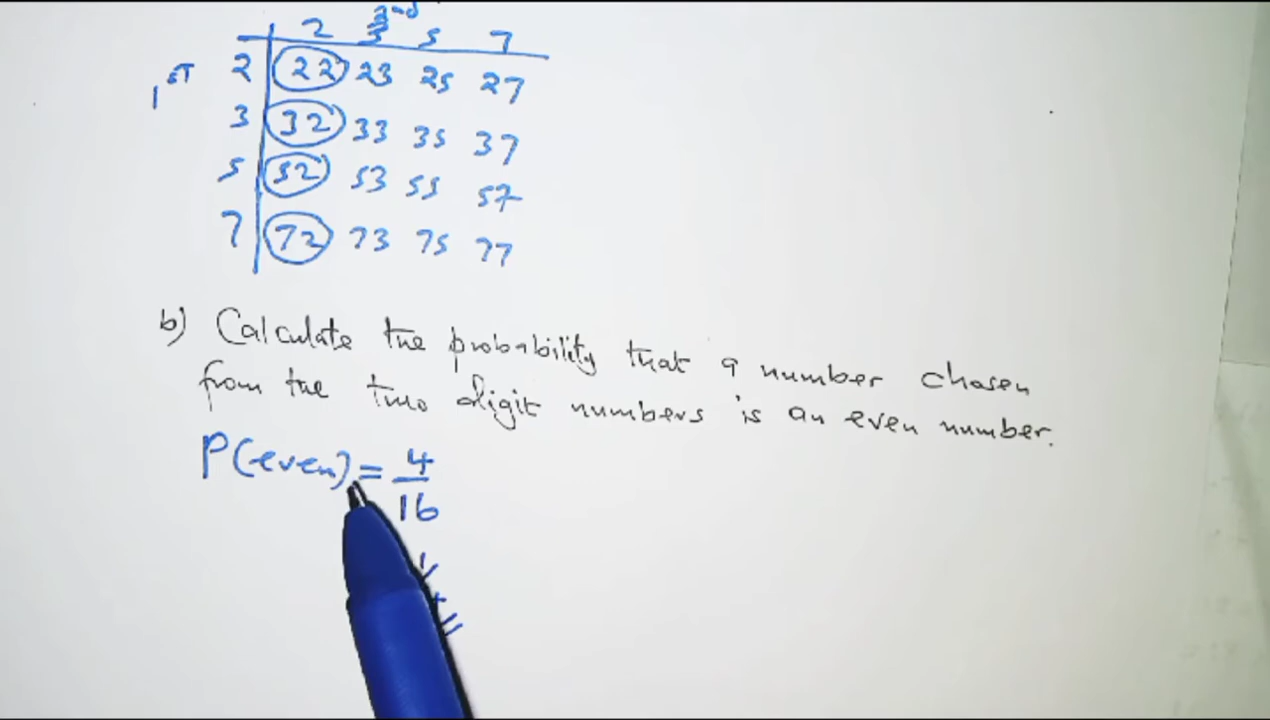 2nd
2 3 5 7
1ST 2 22 23 25 27
3 32 33 35 37
5 52 53 55 57
7 72 73 75 77
b) Calculate the probability that a number chosen
from the two digit numbers is an even number.
P(even) = 4/16